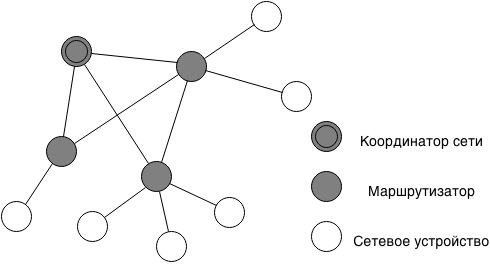 Координатор сети
Маршрутизатор
Сетевое устройство